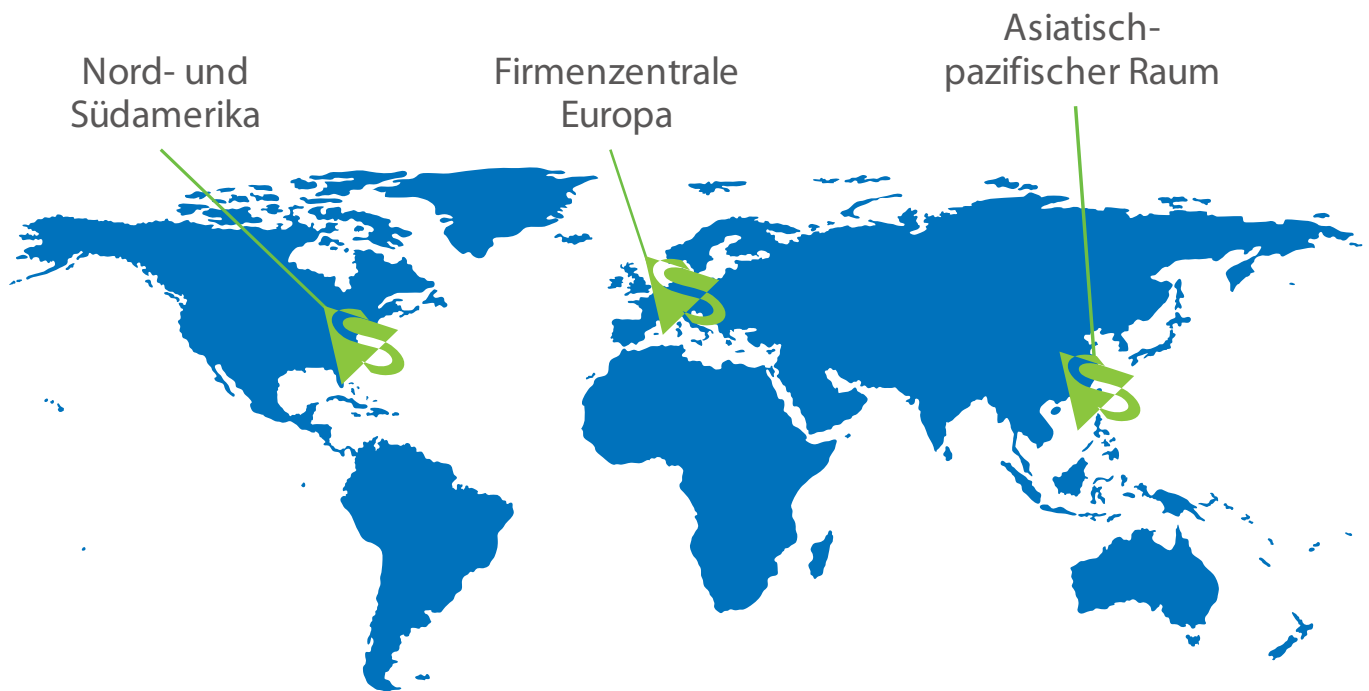 Nord- und
Südamerika
Firmenzentrale
Europa
Asiatisch-
pazifischer Raum